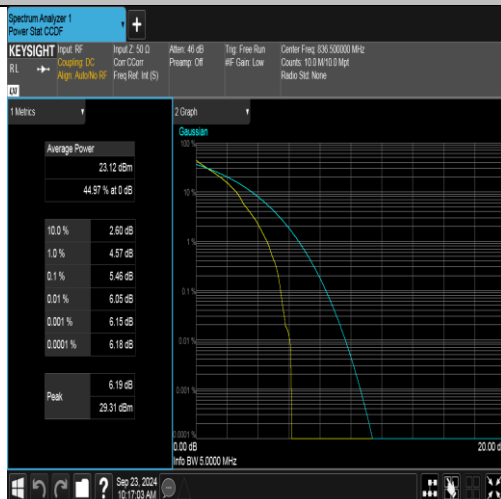 Spectrum Analyzer 1
Power Stat CCDF
KEYSIGHT
Input: RF
Coupling: DC
Align: Auto/No RF
Input Z: 50 Ω
Corr CCorr
Freq Ref: Int (S)
Atten: 46 dB
Preamp: Off
Trig: Free Run
#IF Gain: Low
Center Freq: 836.500000 MHz
Counts: 10.0 M/10.0 Mpt
Radio Std: None
R L
1 Metrics
Average Power
23.12 dBm
44.97 % at 0 dB
10.0 % 2.60 dB
1.0 % 4.57 dB
0.1 % 5.46 dB
0.01 % 6.05 dB
0.001 % 6.15 dB
0.0001 % 6.18 dB
Peak
6.19 dB
29.31 dBm
2 Graph
Gaussian
100 %
10 %
1 %
0.1 %
0.01 %
0.001 %
0.0001 %
0.00 dB
20.00 d
Info BW 5.0000 MHz
Sep 23, 2024
10:17:03 AM